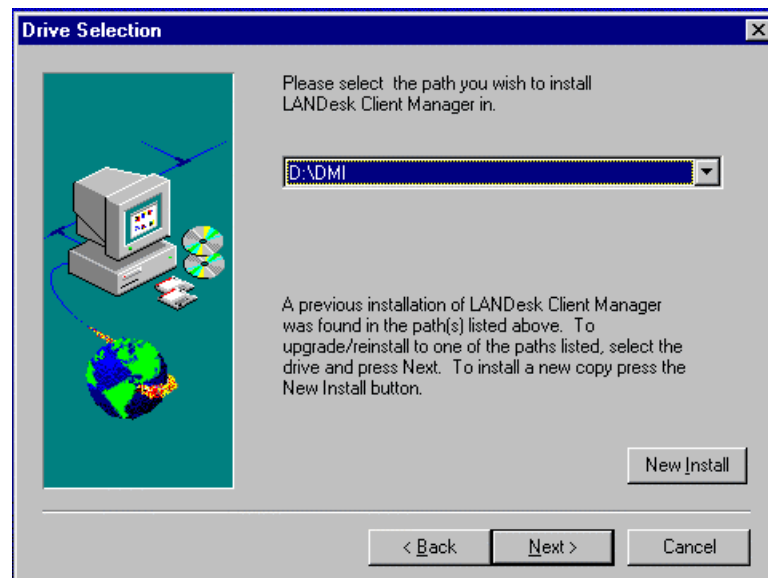 Drive Selection
Please select the path you wish to install
LANDesk Client Manager in.
D:\DMI
A previous installation of LANDesk Client Manager
was found in the path(s) listed above. To
upgrade/reinstall to one of the paths listed, select the
drive and press Next. To install a new copy press the
New Install button.
New Install
< Back
Next >
Cancel